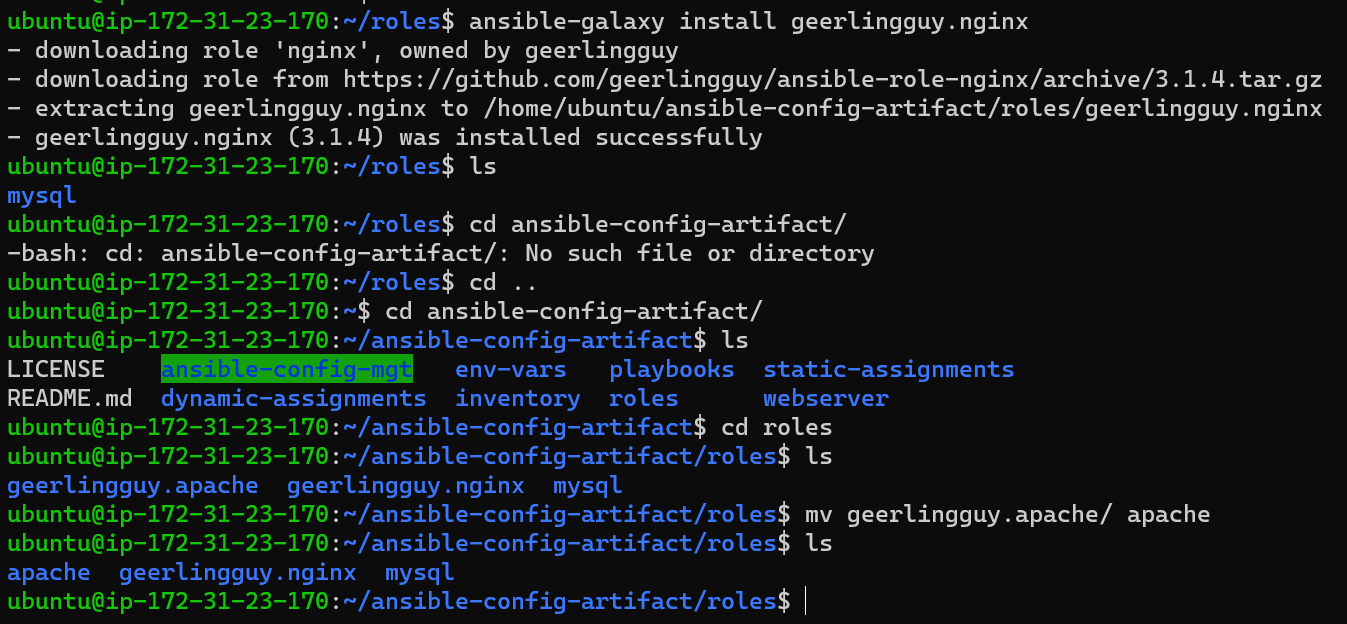 ubuntu@ip-172-31-23-170:~/roles$ ansible-galaxy install geerlingguy.nginx
- downloading role 'nginx', owned by geerlingguy
- downloading role from https://github.com/geerlingguy/ansible-role-nginx/archive/3.1.4.tar.gz
- extracting geerlingguy.nginx to /home/ubuntu/ansible-config-artifact/roles/geerlingguy.nginx
- geerlingguy.nginx (3.1.4) was installed successfully
ubuntu@ip-172-31-23-170:~/roles$ ls
mysql
ubuntu@ip-172-31-23-170:~/roles$ cd ansible-config-artifact/
-bash: cd: ansible-config-artifact/: No such file or directory
ubuntu@ip-172-31-23-170:~/roles$ cd ..
ubuntu@ip-172-31-23-170:~$ cd ansible-config-artifact/
ubuntu@ip-172-31-23-170:~/ansible-config-artifact$ ls
LICENSE    ansible-config-mgt   env-vars   playbooks  static-assignments
README.md  dynamic-assignments  inventory  roles      webserver
ubuntu@ip-172-31-23-170:~/ansible-config-artifact$ cd roles
ubuntu@ip-172-31-23-170:~/ansible-config-artifact/roles$ ls
geerlingguy.apache  geerlingguy.nginx  mysql
ubuntu@ip-172-31-23-170:~/ansible-config-artifact/roles$ mv geerlingguy.apache/ apache
ubuntu@ip-172-31-23-170:~/ansible-config-artifact/roles$ ls
apache  geerlingguy.nginx  mysql
ubuntu@ip-172-31-23-170:~/ansible-config-artifact/roles$